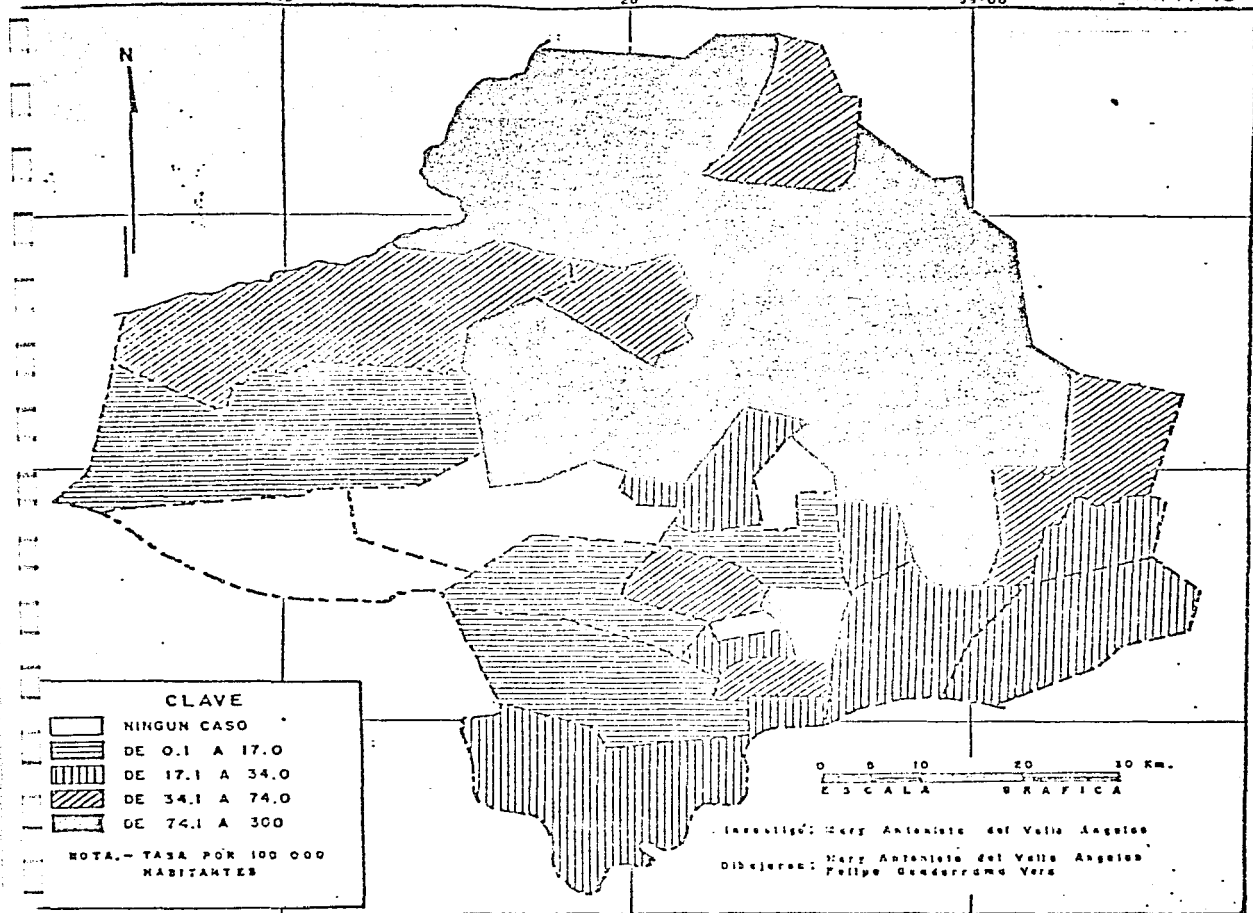 20
N
CLAVE
NINGUN CASO
DE 0.1 A 17.0
DE 17.1 A 34.0
DE 34.1 A 74.0
DE 74.1 A 300
NOTA.- TASA POR 100 000
HABITANTES
0 5 10 20 30 Km.
ESCALA GRAFICA
Investigó: Mary Antonieta del Valle Angeles
Dibujaron: Mary Antonieta del Valle Angeles
Felipe Guaderrama Vera